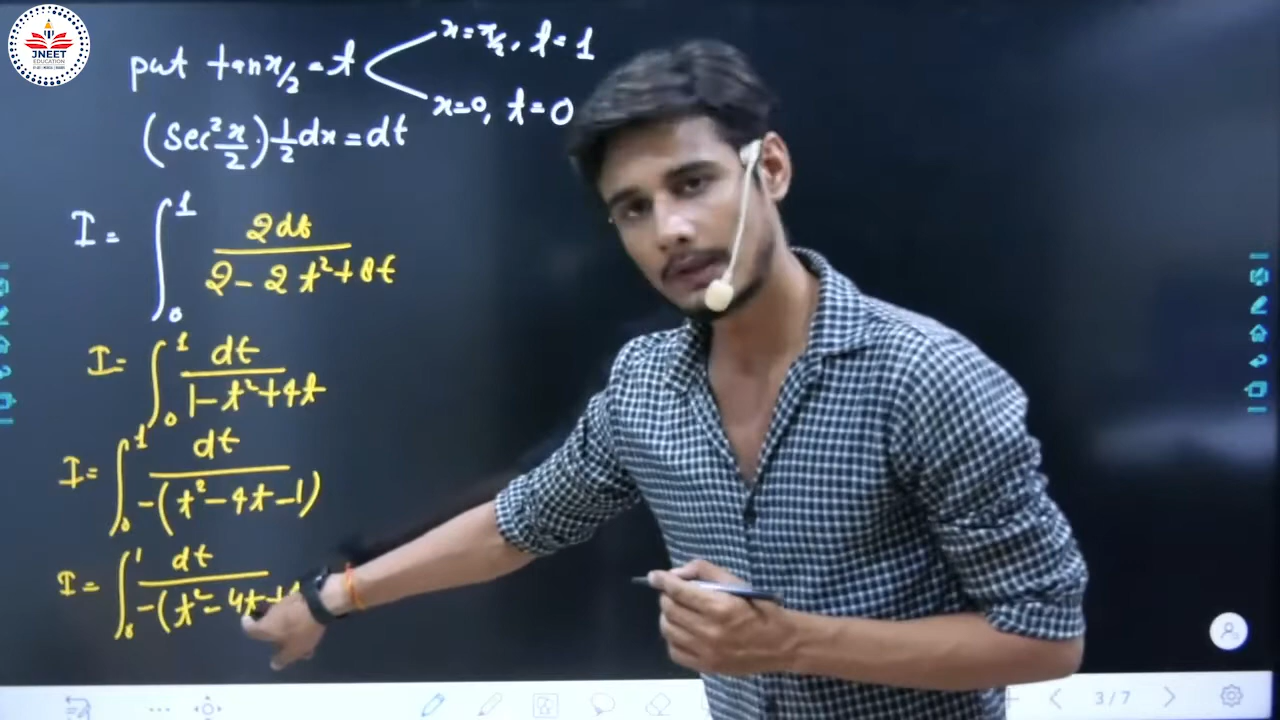 JNEET
EDUCATION
put tan x/2 = t
x = π/2, t = 1
x=0, t=0
(sec² x/2)·1/2 dx = dt
I = ∫₀¹ 2dt / 2 - 2t² + 8t
I = ∫₀¹ dt / 1 - t² + 4t
I = ∫₀¹ dt / -(t² - 4t - 1)
I = ∫₀¹ dt / -(t² - 4t +
3/7